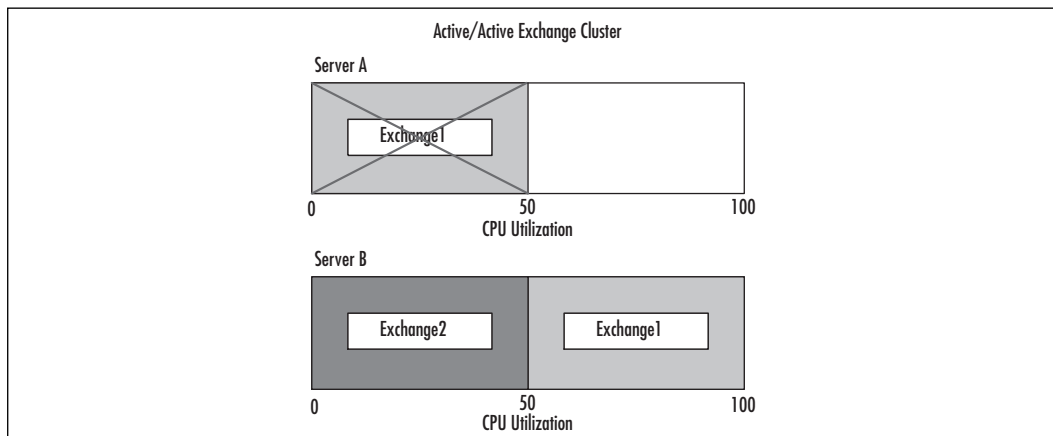 Active/Active Exchange Cluster
Server A
Exchange1
0 50 100
CPU Utilization
Server B
Exchange2 Exchange1
0 50 100
CPU Utilization